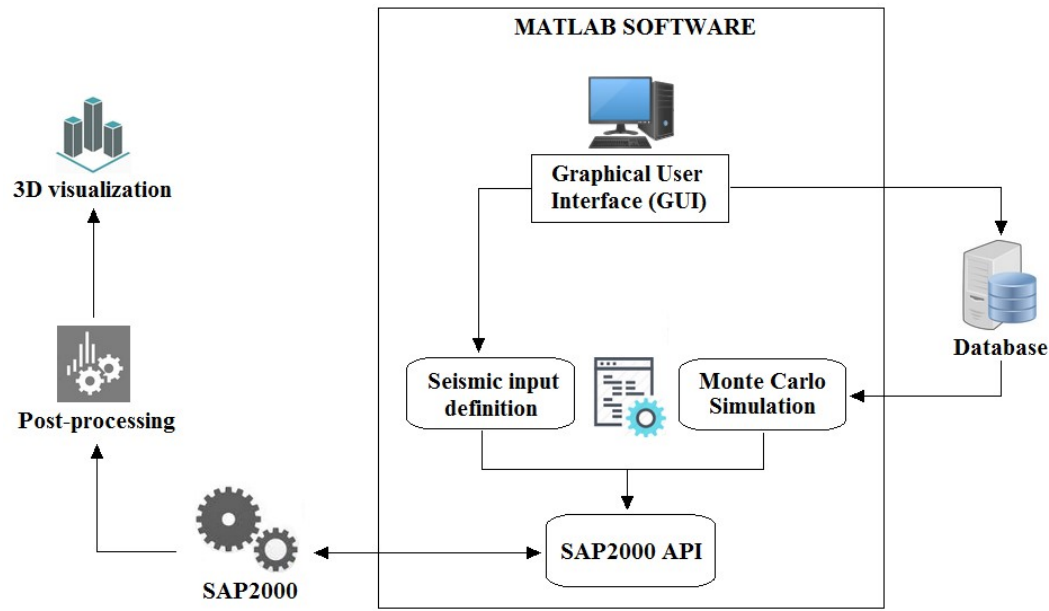 MATLAB SOFTWARE
Graphical User
Interface (GUI)
3D visualization
Database
Seismic input
definition
Monte Carlo
Simulation
Post-processing
SAP2000 API
SAP2000